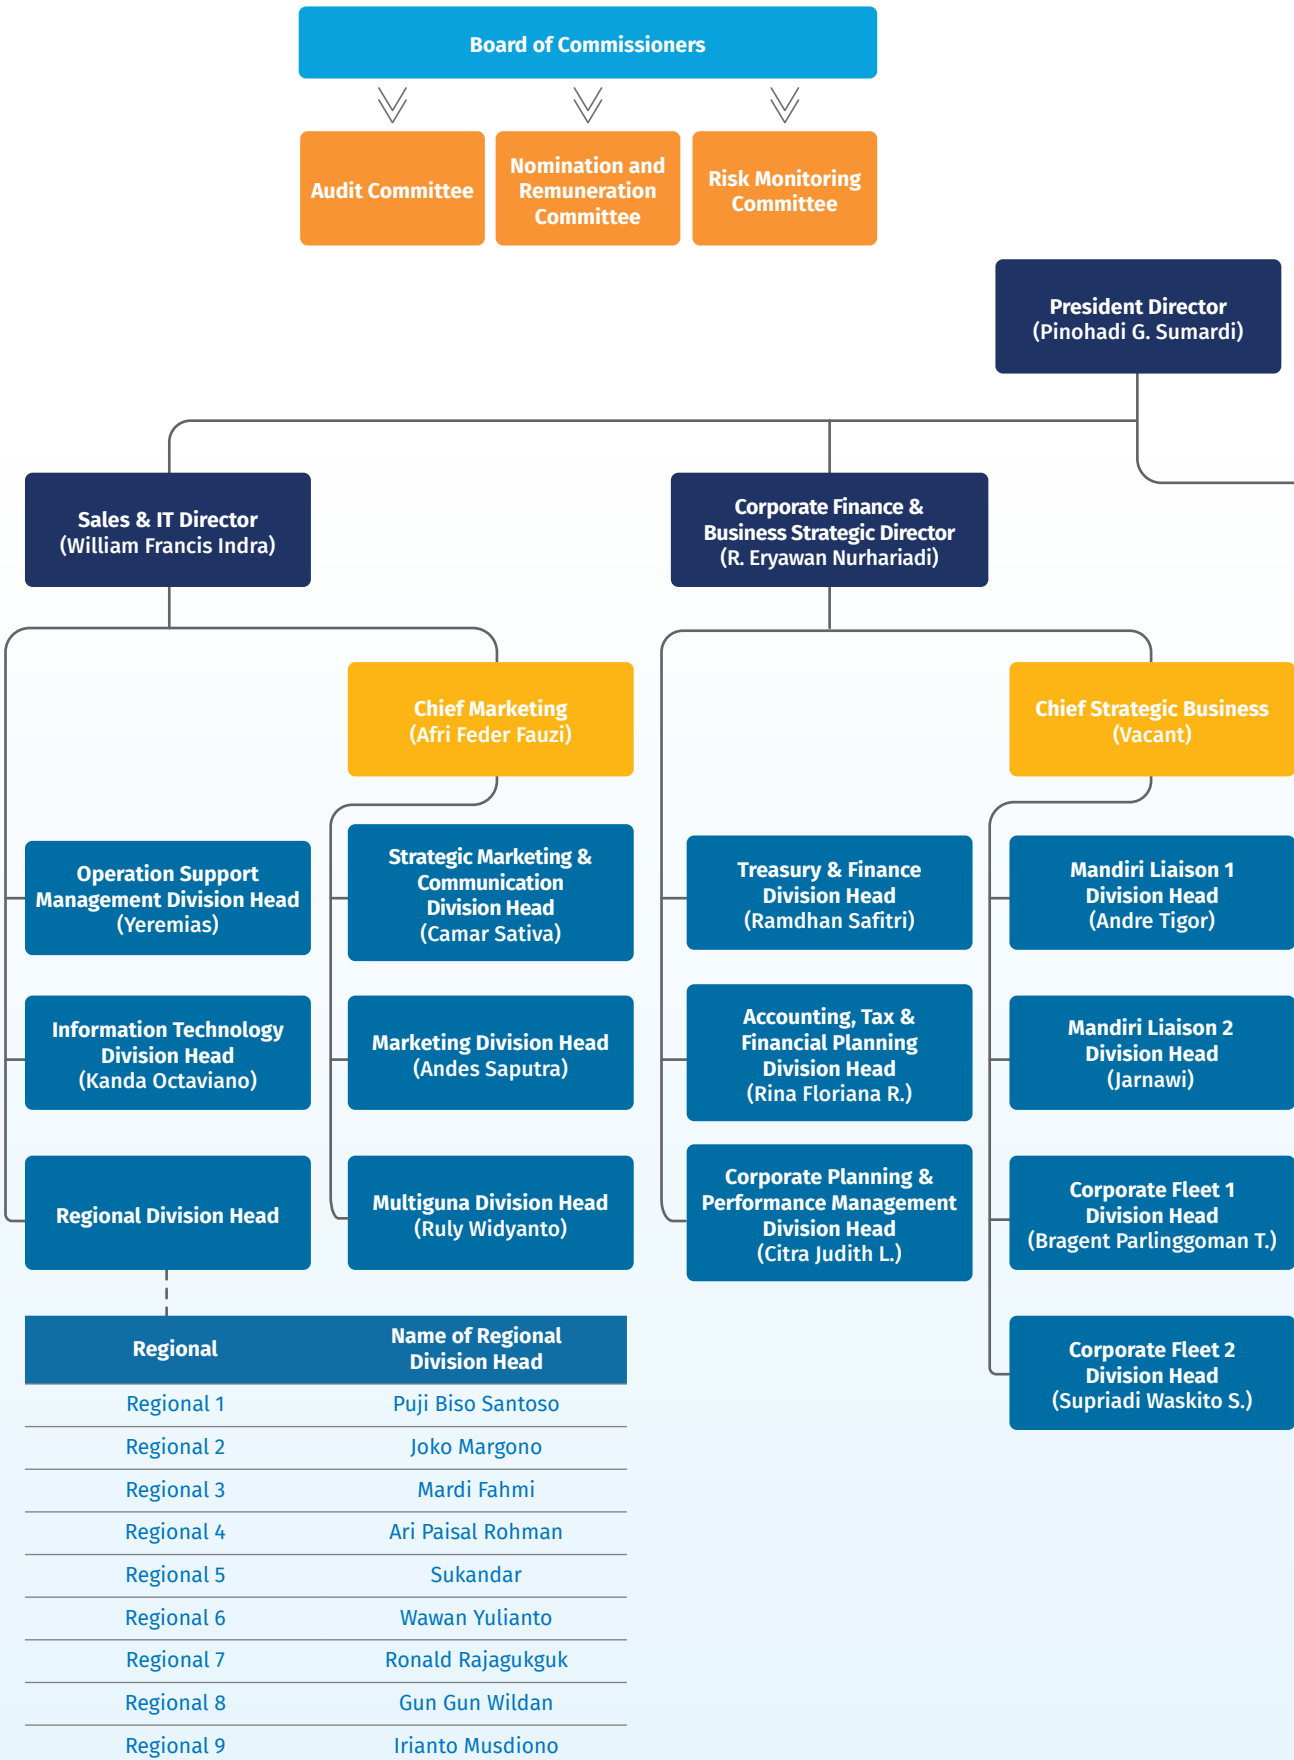 Board of Commissioners
Audit Committee
Nomination and
Remuneration
Committee
Risk Monitoring
Committee
President Director
(Pinohadi G. Sumardi)
Sales & IT Director
(William Francis Indra)
Corporate Finance &
Business Strategic Director
(R. Eryawan Nurhariadi)
Chief Marketing
(Afri Feder Fauzi)
Chief Strategic Business
(Vacant)
Operation Support
Management Division Head
(Yeremias)
Strategic Marketing &
Communication
Division Head
(Camar Sativa)
Treasury & Finance
Division Head
(Ramdhan Safitri)
Mandiri Liaison 1
Division Head
(Andre Tigor)
Information Technology
Division Head
(Kanda Octaviano)
Marketing Division Head
(Andes Saputra)
Accounting, Tax &
Financial Planning
Division Head
(Rina Floriana R.)
Mandiri Liaison 2
Division Head
(Jarnawi)
Regional Division Head
Multiguna Division Head
(Ruly Widyanto)
Corporate Planning &
Performance Management
Division Head
(Citra Judith L.)
Corporate Fleet 1
Division Head
(Bragent Parlinggoman T.)
Corporate Fleet 2
Division Head
(Supriadi Waskito S.)
Regional
Name of Regional
Division Head
Regional 1 Puji Biso Santoso
Regional 2 Joko Margono
Regional 3 Mardi Fahmi
Regional 4 Ari Paisal Rohman
Regional 5 Sukandar
Regional 6 Wawan Yulianto
Regional 7 Ronald Rajagukguk
Regional 8 Gun Gun Wildan
Regional 9 Irianto Musdiono